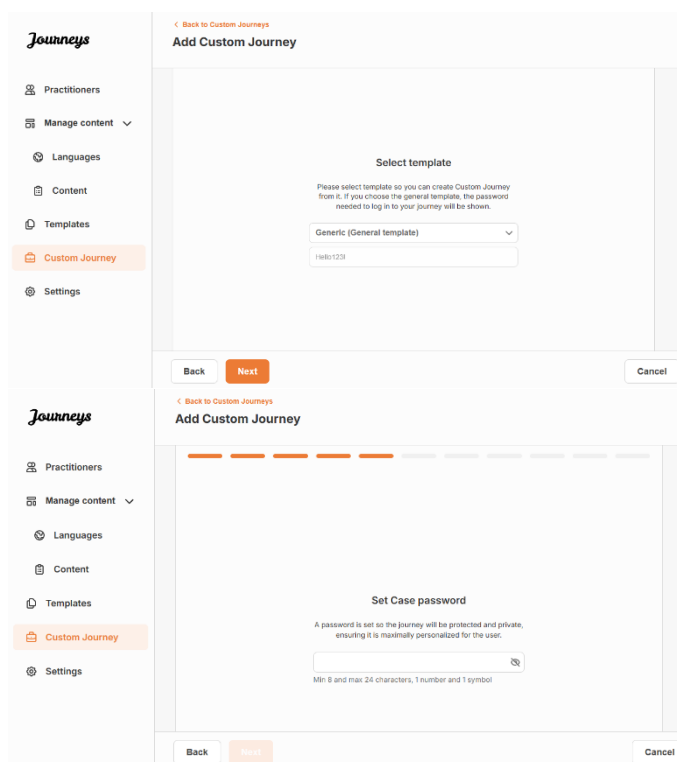 Journeys
< Back to Custom Journeys
Add Custom Journey
Practitioners
Manage content
Languages
Content
Templates
Custom Journey
Settings
Select template
Please select template so you can create Custom Journey
from it. If you choose the general template, the password
needed to log in to your journey will be shown.
Generic (General template)
Hello123!
Back
Next
Cancel
Journeys
< Back to Custom Journeys
Add Custom Journey
Practitioners
Manage content
Languages
Content
Templates
Custom Journey
Settings
Set Case password
A password is set so the journey will be protected and private,
ensuring it is maximally personalized for the user.
Min 8 and max 24 characters, 1 number and 1 symbol
Back
Next
Cancel